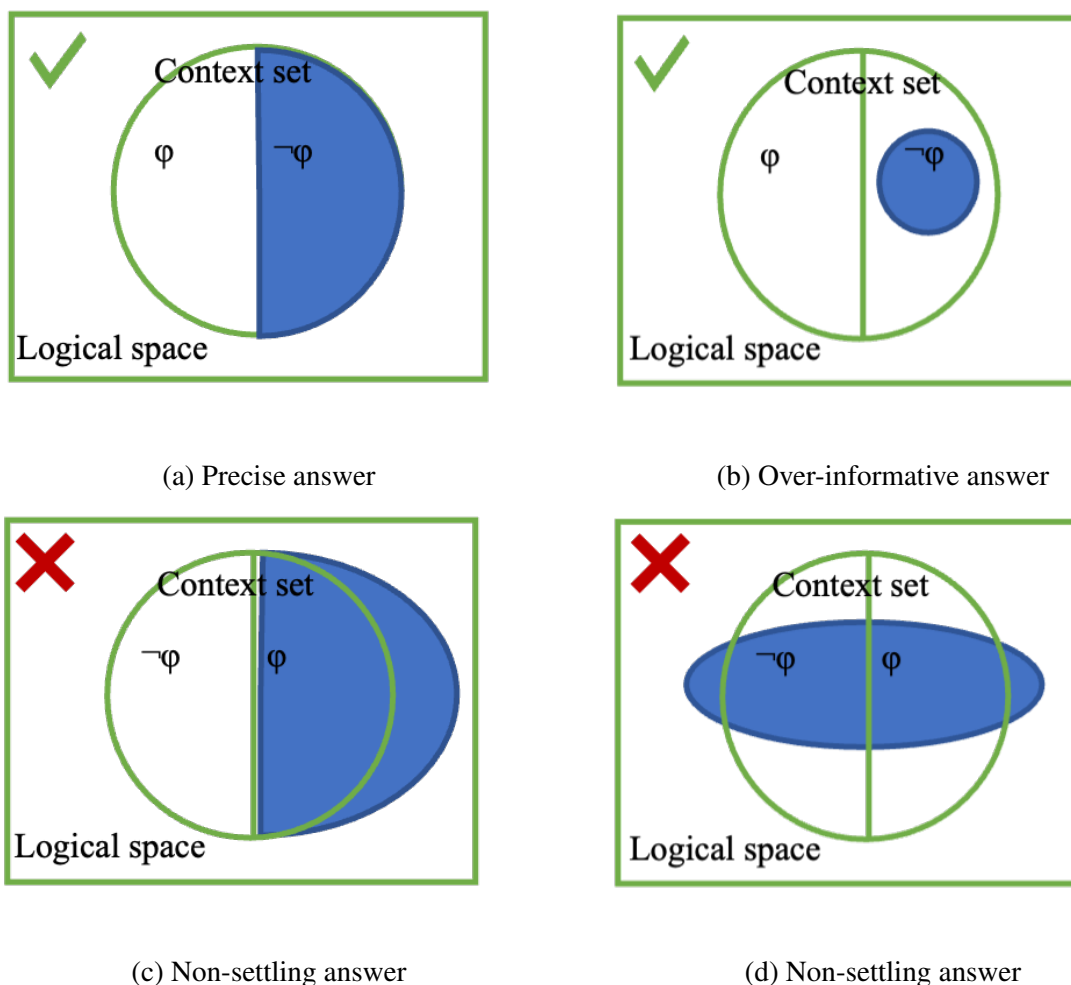 Context set
φ ¬φ
Logical space
(a) Precise answer
Context set
φ ¬φ
Logical space
(b) Over-informative answer
Context set
¬φ φ
Logical space
(c) Non-settling answer
Context set
¬φ φ
Logical space
(d) Non-settling answer